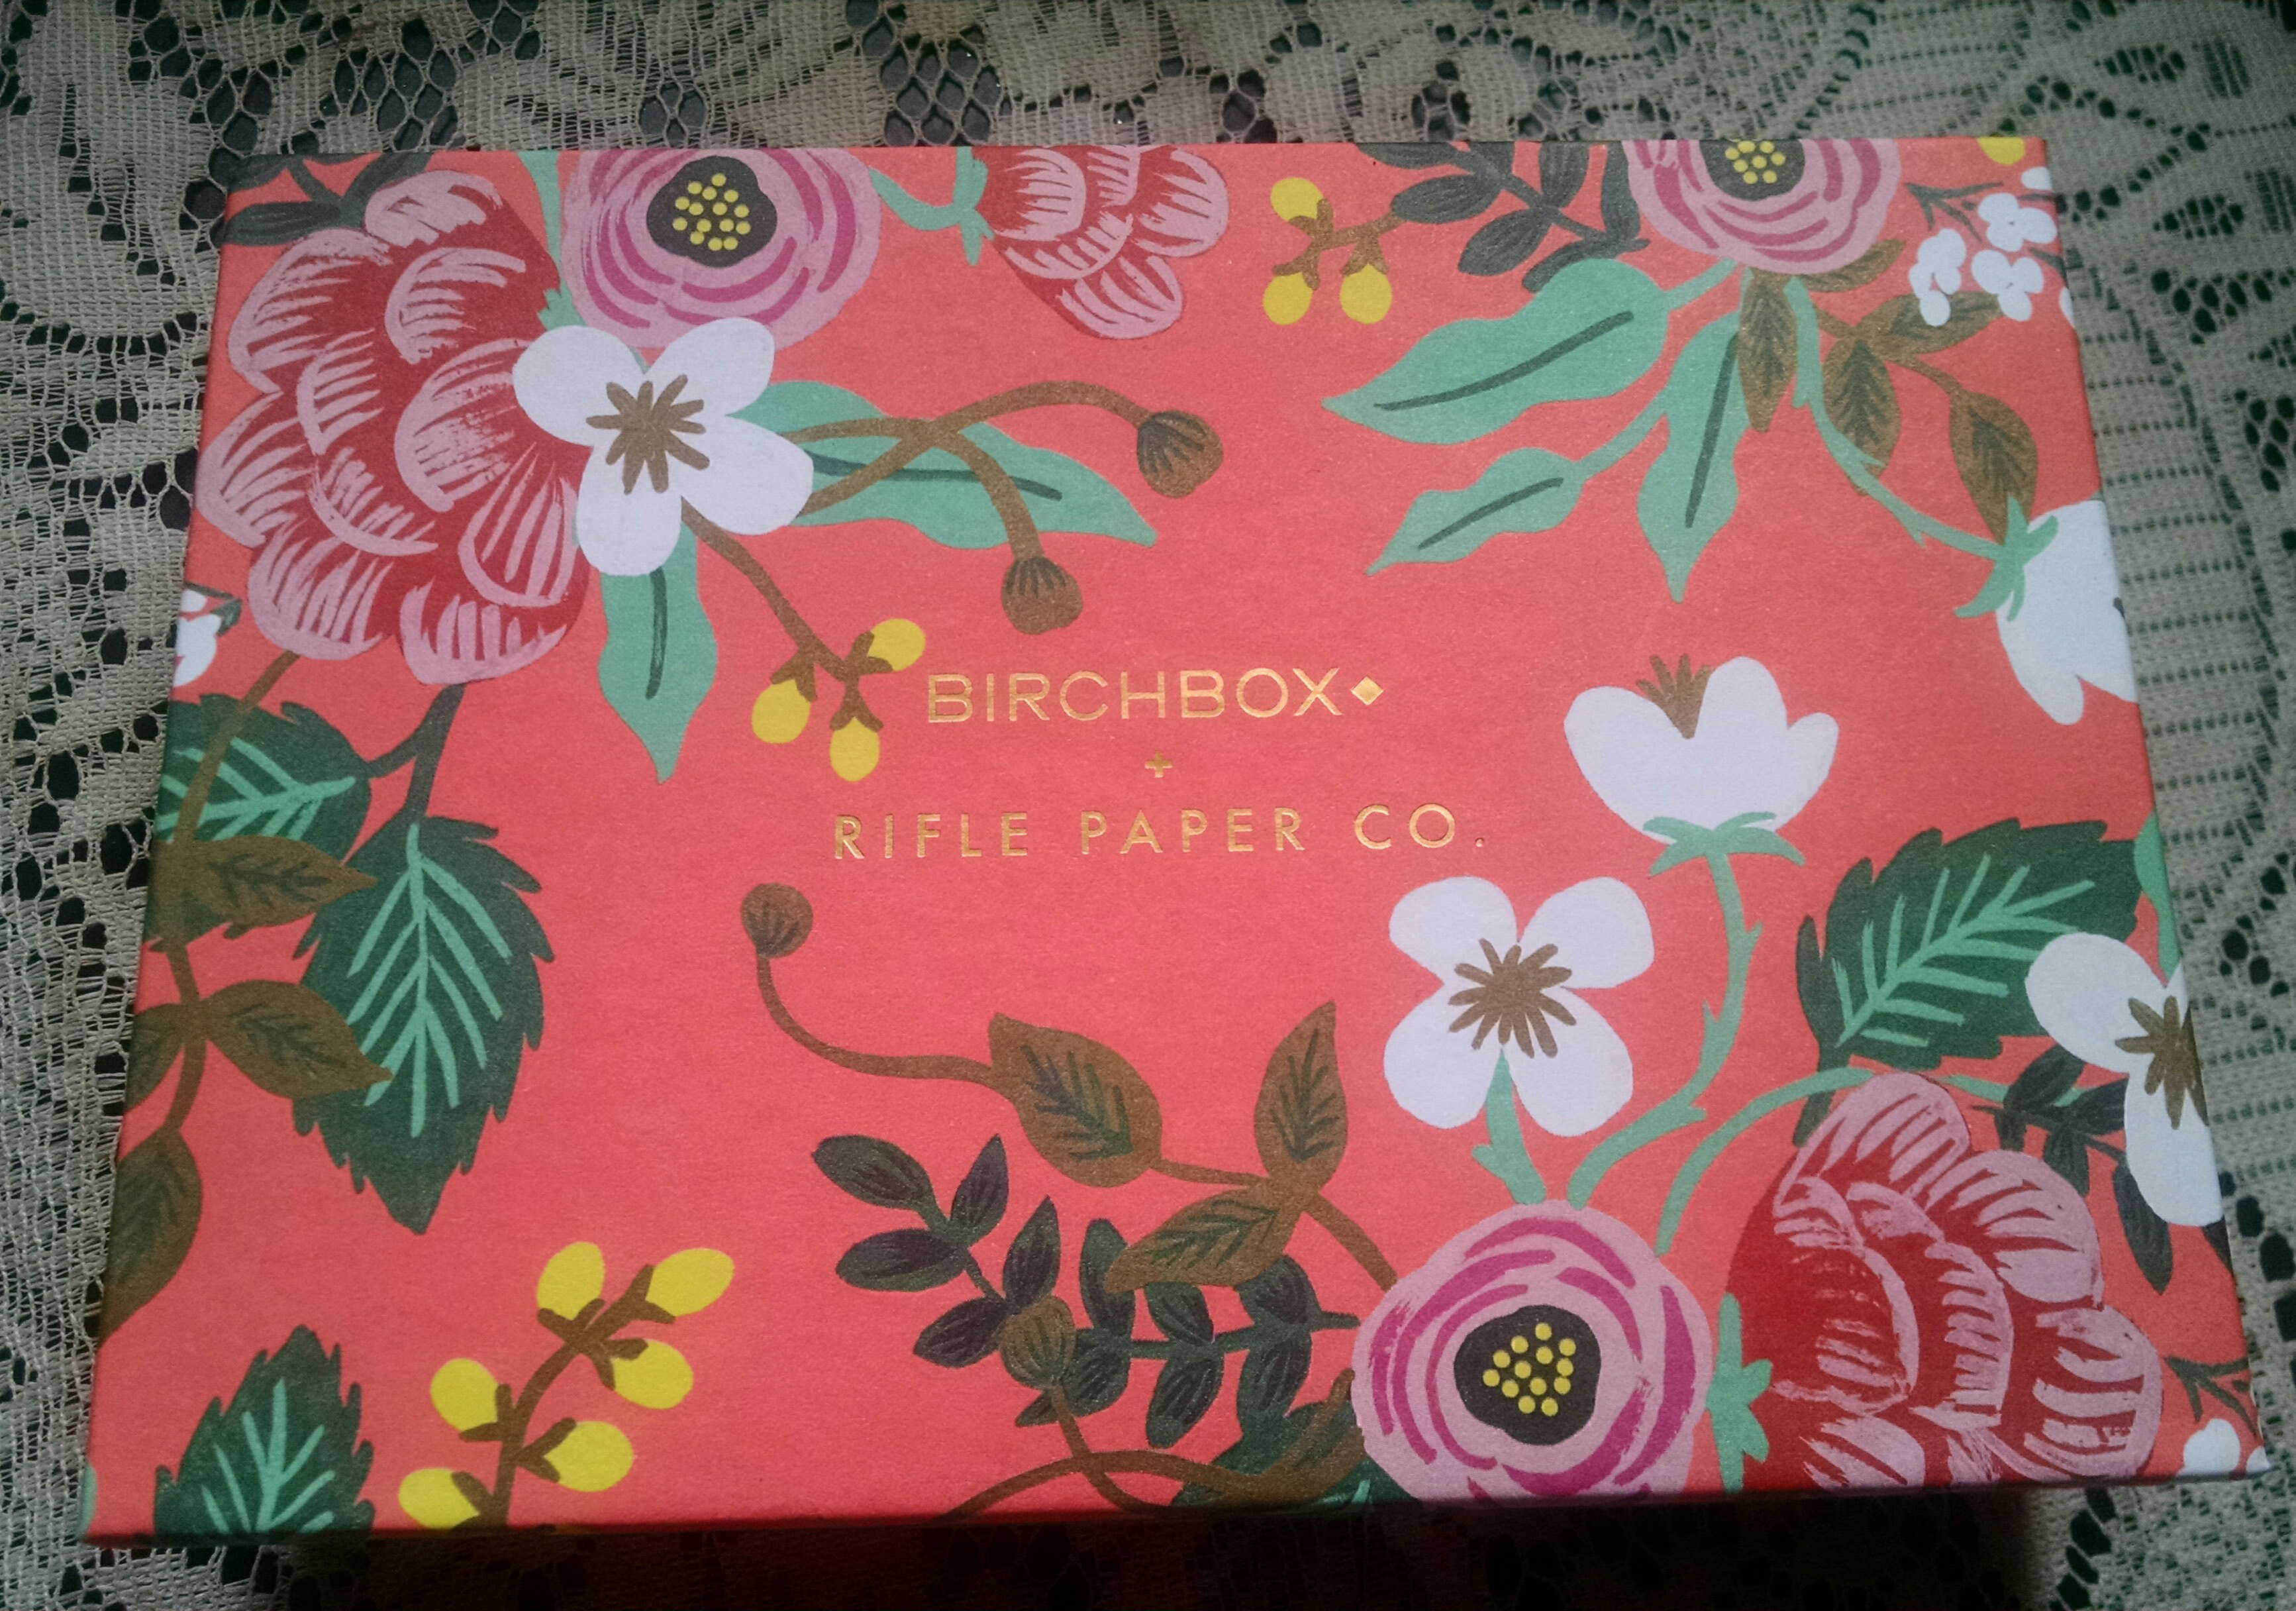 BIRCHBOX◆
+
RIFLE PAPER CO.